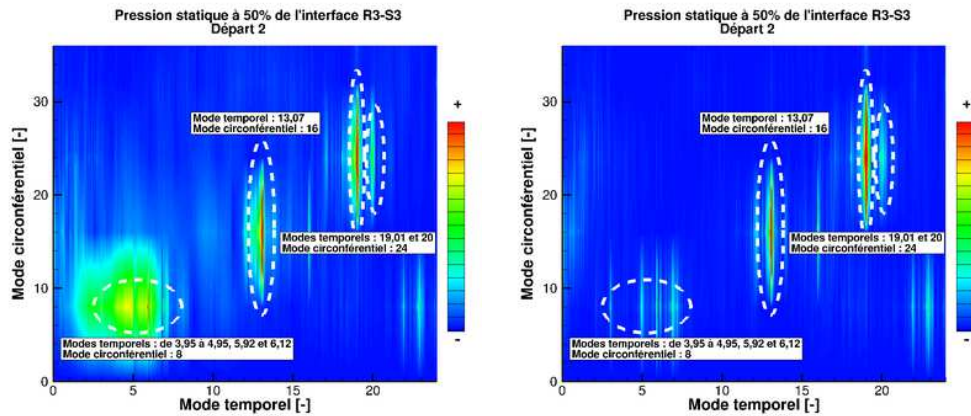 Pression statique à 50% de l'interface R3-S3
Départ 2
Mode circonférentiel [-]
30
20
10
0
Mode temporel : 13,07
Mode circonférentiel : 16
Modes temporels : 19,01 et 20
Mode circonférentiel : 24
Modes temporels : de 3,95 à 4,95, 5,92 et 6,12
Mode circonférentiel : 8
0 5 10 15 20
Mode temporel [-]
+
-
Pression statique à 50% de l'interface R3-S3
Départ 2
Mode circonférentiel [-]
30
20
10
0
Mode temporel : 13,07
Mode circonférentiel : 16
Modes temporels : 19,01 et 20
Mode circonférentiel : 24
Modes temporels : de 3,95 à 4,95, 5,92 et 6,12
Mode circonférentiel : 8
0 5 10 15 20
Mode temporel [-]
+
-